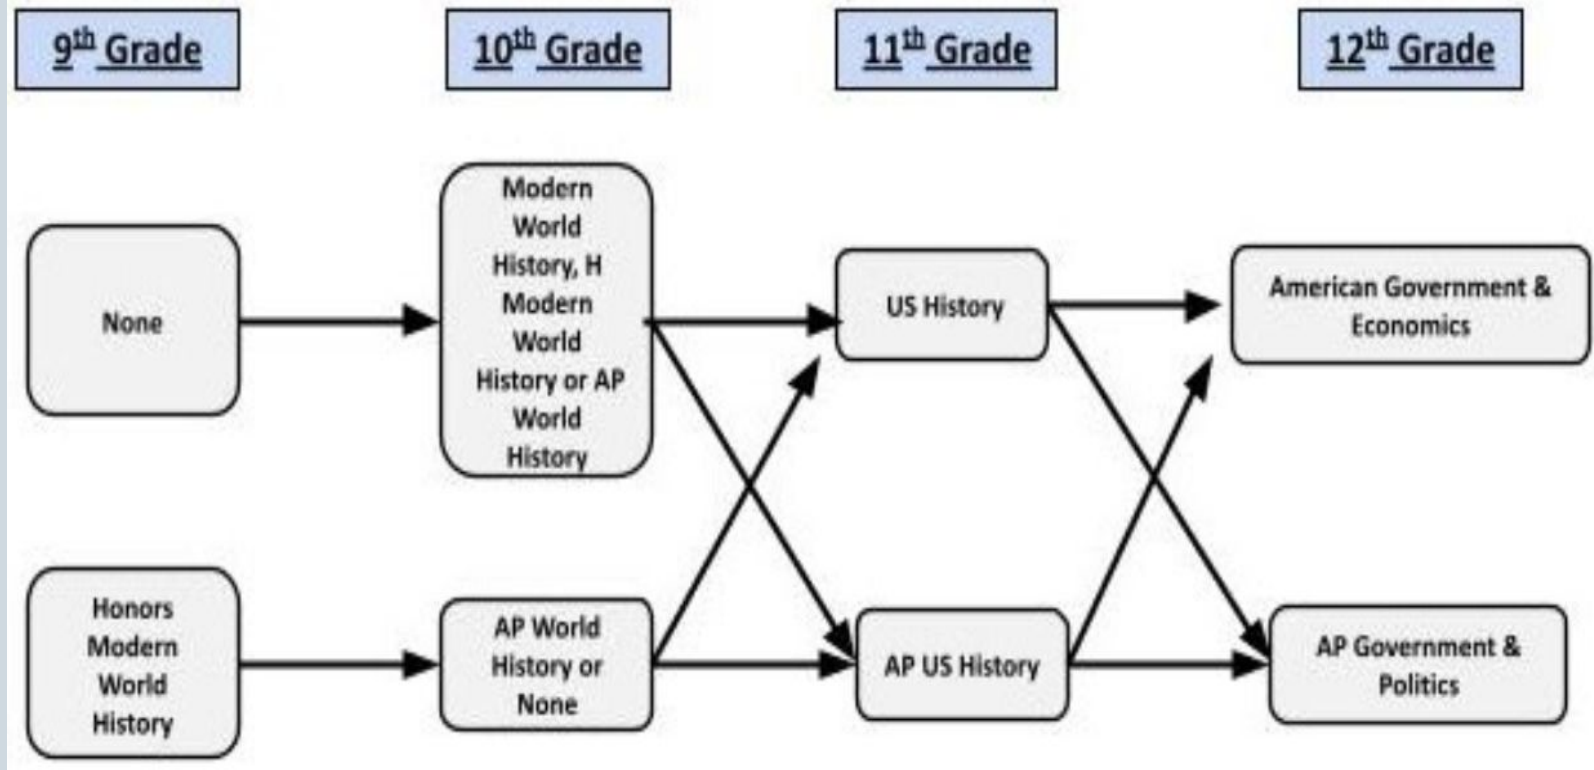 9th Grade
10th Grade
11th Grade
12th Grade
None
Modern
World
History, H
Modern
World
History or AP
World
History
US History
American Government &
Economics
Honors
Modern
World
History
AP World
History or
None
AP US History
AP Government &
Politics